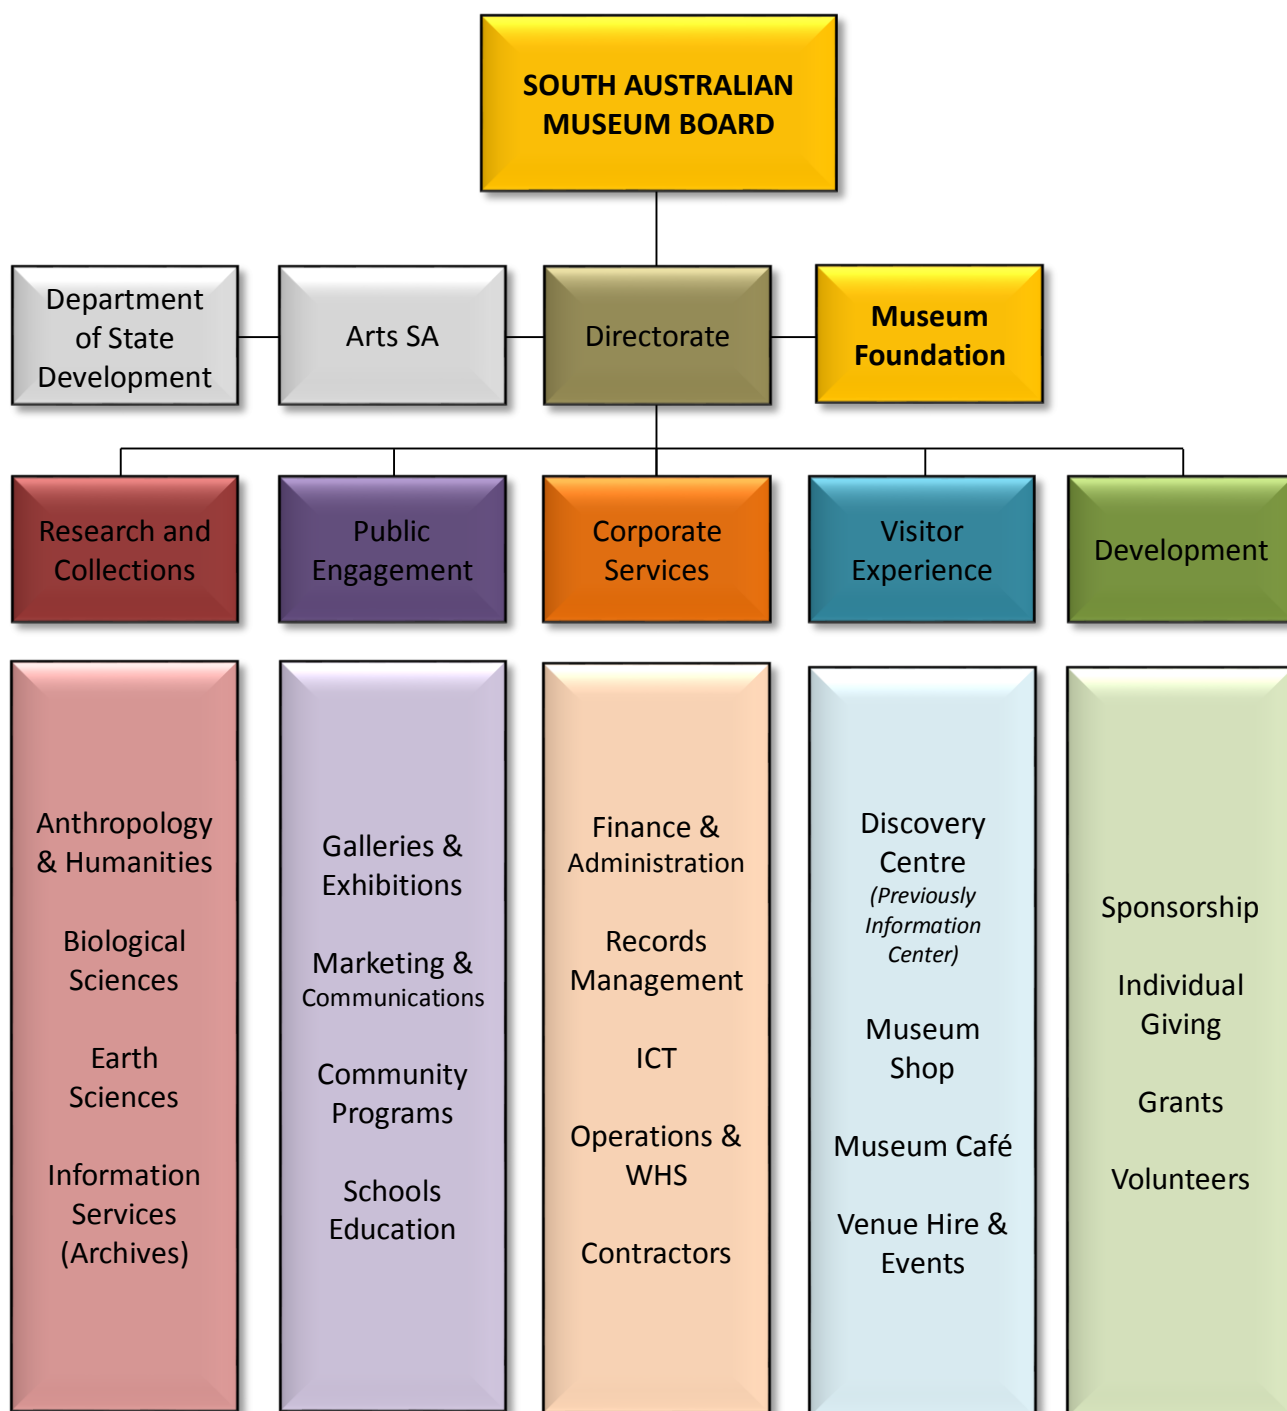 SOUTH AUSTRALIAN
MUSEUM BOARD
Department
of State
Development
Arts SA
Directorate
Museum
Foundation
Research and
Collections
Public
Engagement
Corporate
Services
Visitor
Experience
Development
Anthropology
& Humanities
Biological
Sciences
Earth
Sciences
Information
Services
(Archives)
Galleries &
Exhibitions
Marketing &
Communications
Community
Programs
Schools
Education
Finance &
Administration
Records
Management
ICT
Operations &
WHS
Contractors
Discovery
Centre
(Previously
Information
Center)
Museum
Shop
Museum Café
Venue Hire &
Events
Sponsorship
Individual
Giving
Grants
Volunteers